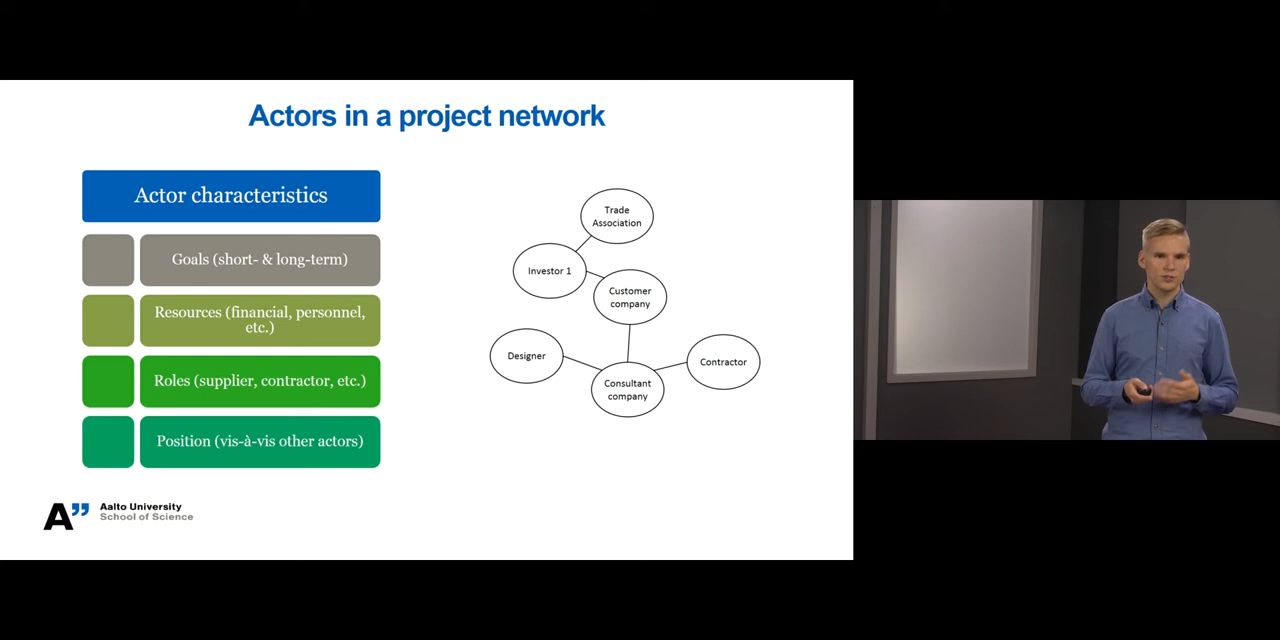 Actors in a project network
Actor characteristics
Goals (short- & long-term)
Resources (financial, personnel,
etc.)
Roles (supplier, contractor, etc.)
Position (vis-à-vis other actors)
Trade
Association
Investor 1
Customer
company
Designer
Contractor
Consultant
company
A”
Aalto University
School of Science